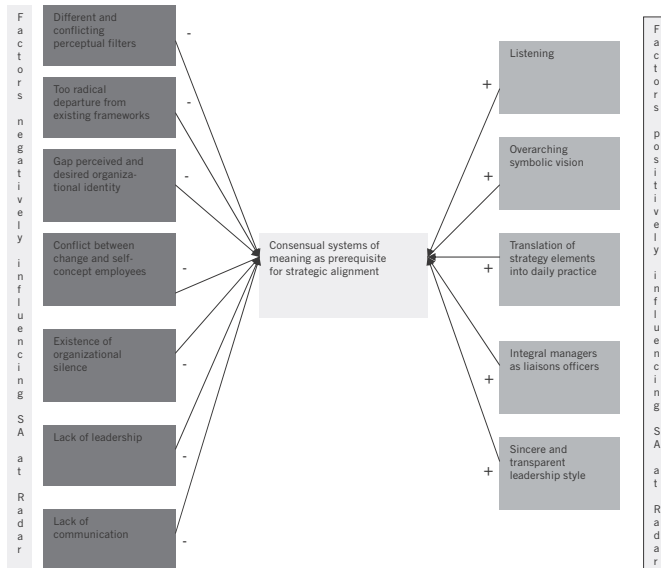 Factors negatively influencing SA at Radar
Different and
conflicting
perceptual filters
-
Too radical
departure from
existing frameworks
-
Gap perceived and
desired organiza-
tional identity
-
Conflict between
change and self-
concept employees
-
Existence of
organizational
silence
-
Lack of leadership
-
Lack of
communication
-
Consensual systems of
meaning as prerequisite
for strategic alignment
Listening
+
Overarching
symbolic vision
+
Translation of
strategy elements
into daily practice
+
Integral managers
as liaisons officers
+
Sincere and
transparent
leadership style
+
Factors positively influencing SA at Radar